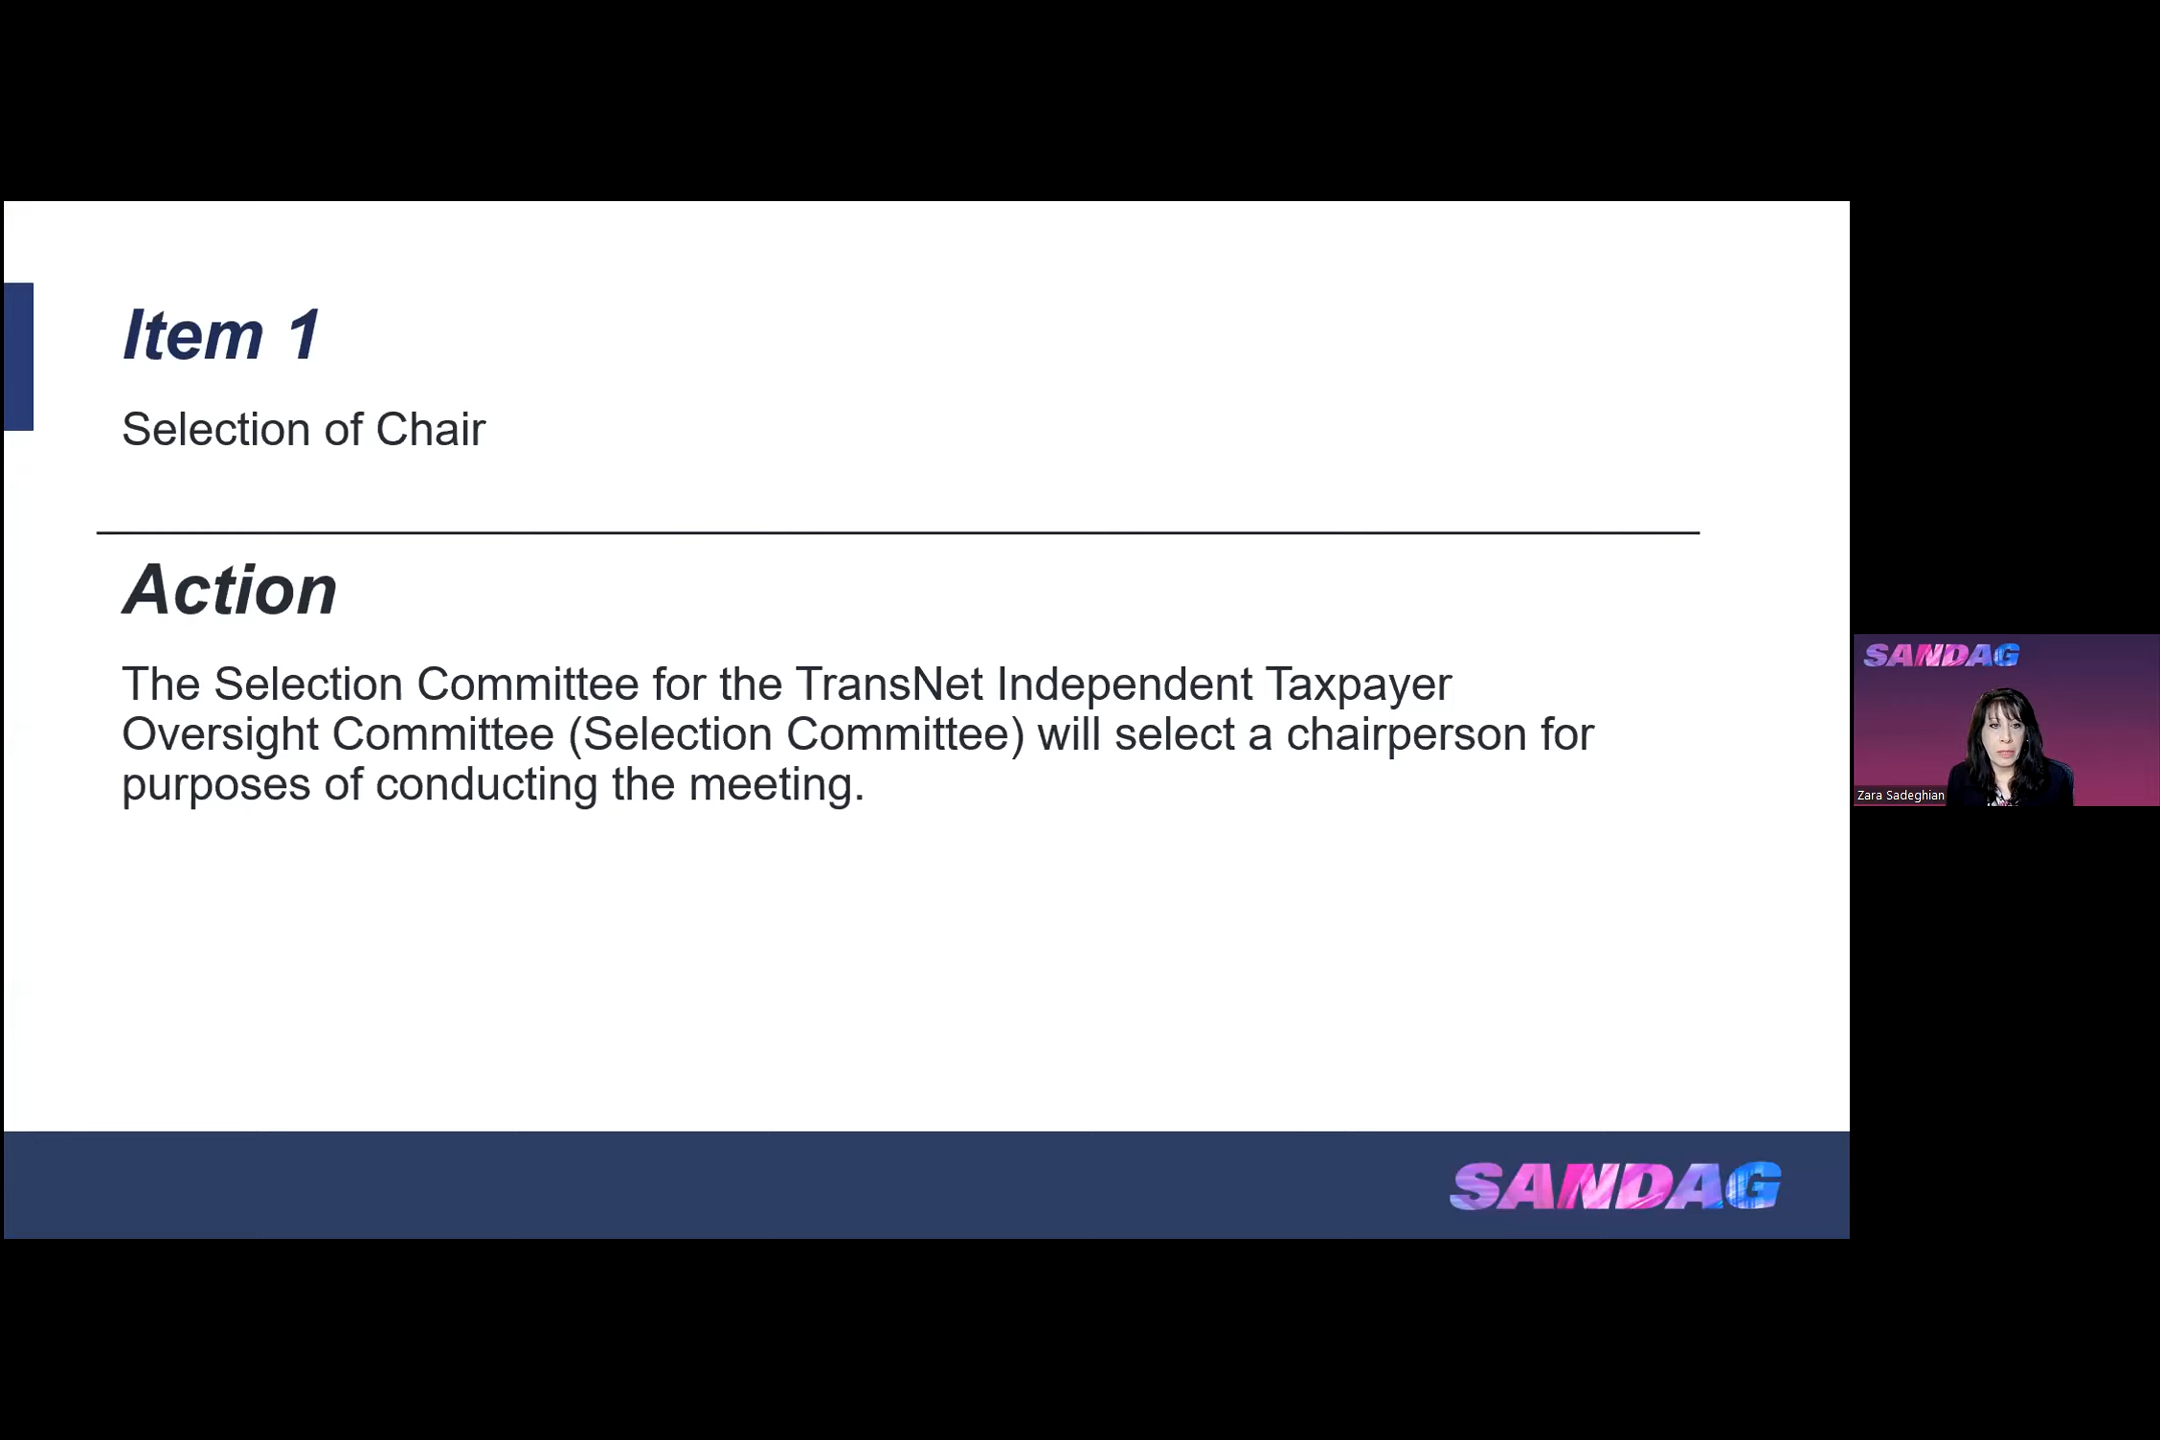 Item 1
Selection of Chair
Action
The Selection Committee for the TransNet Independent Taxpayer
Oversight Committee (Selection Committee) will select a chairperson for
purposes of conducting the meeting.
SANDAG
SANDAG
Zara Sadeghian